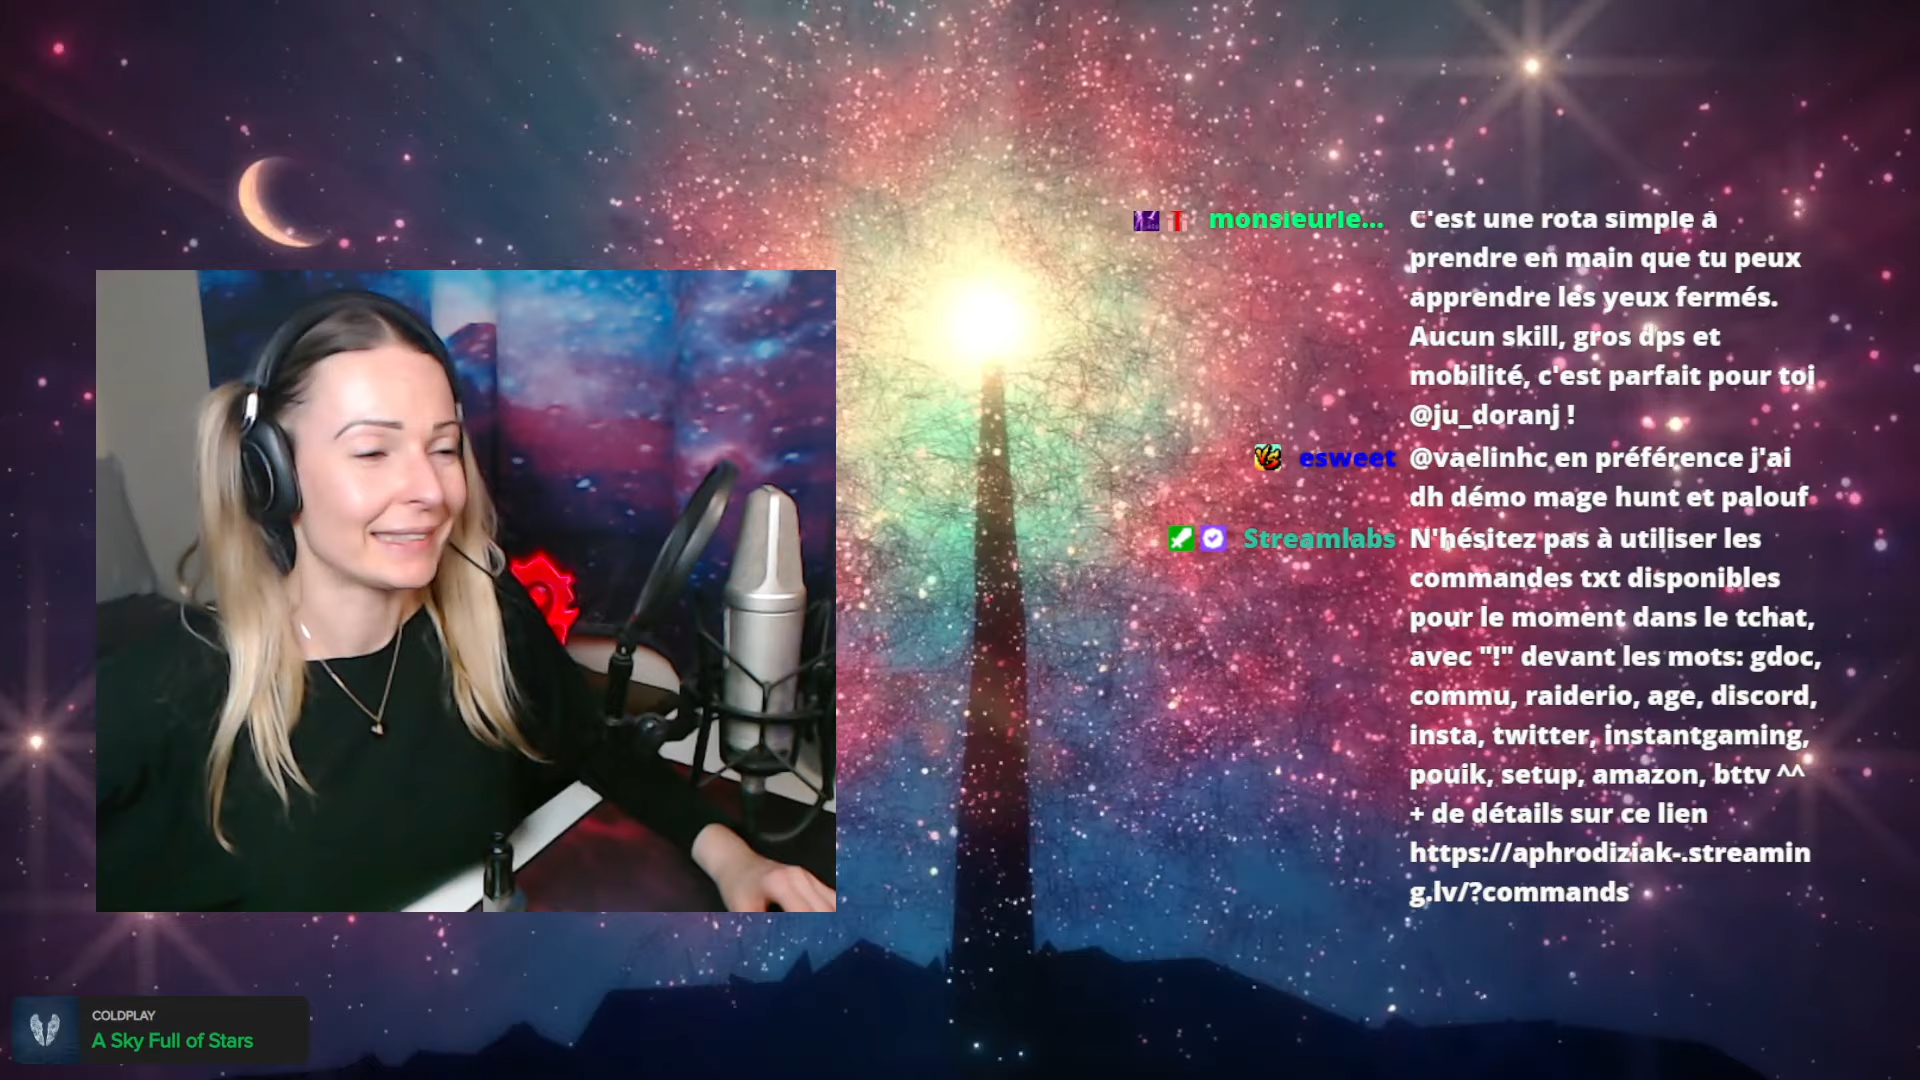 monsieurle... C'est une rota simple à
prendre en main que tu peux
apprendre les yeux fermés.
Aucun skill, gros dps et
mobilité, c'est parfait pour toi
@ju_doranj !
esweet @vaelinhc en préférence j'ai
dh démo mage hunt et palouf
Streamlabs N'hésitez pas à utiliser les
commandes txt disponibles
pour le moment dans le tchat,
avec "!" devant les mots: gdoc,
commu, raiderio, age, discord,
insta, twitter, instantgaming,
pouik, setup, amazon, bttv ^^
+ de détails sur ce lien
https://aphrodiziak-.streamin
g.lv/?commands
COLDPLAY
A Sky Full of Stars